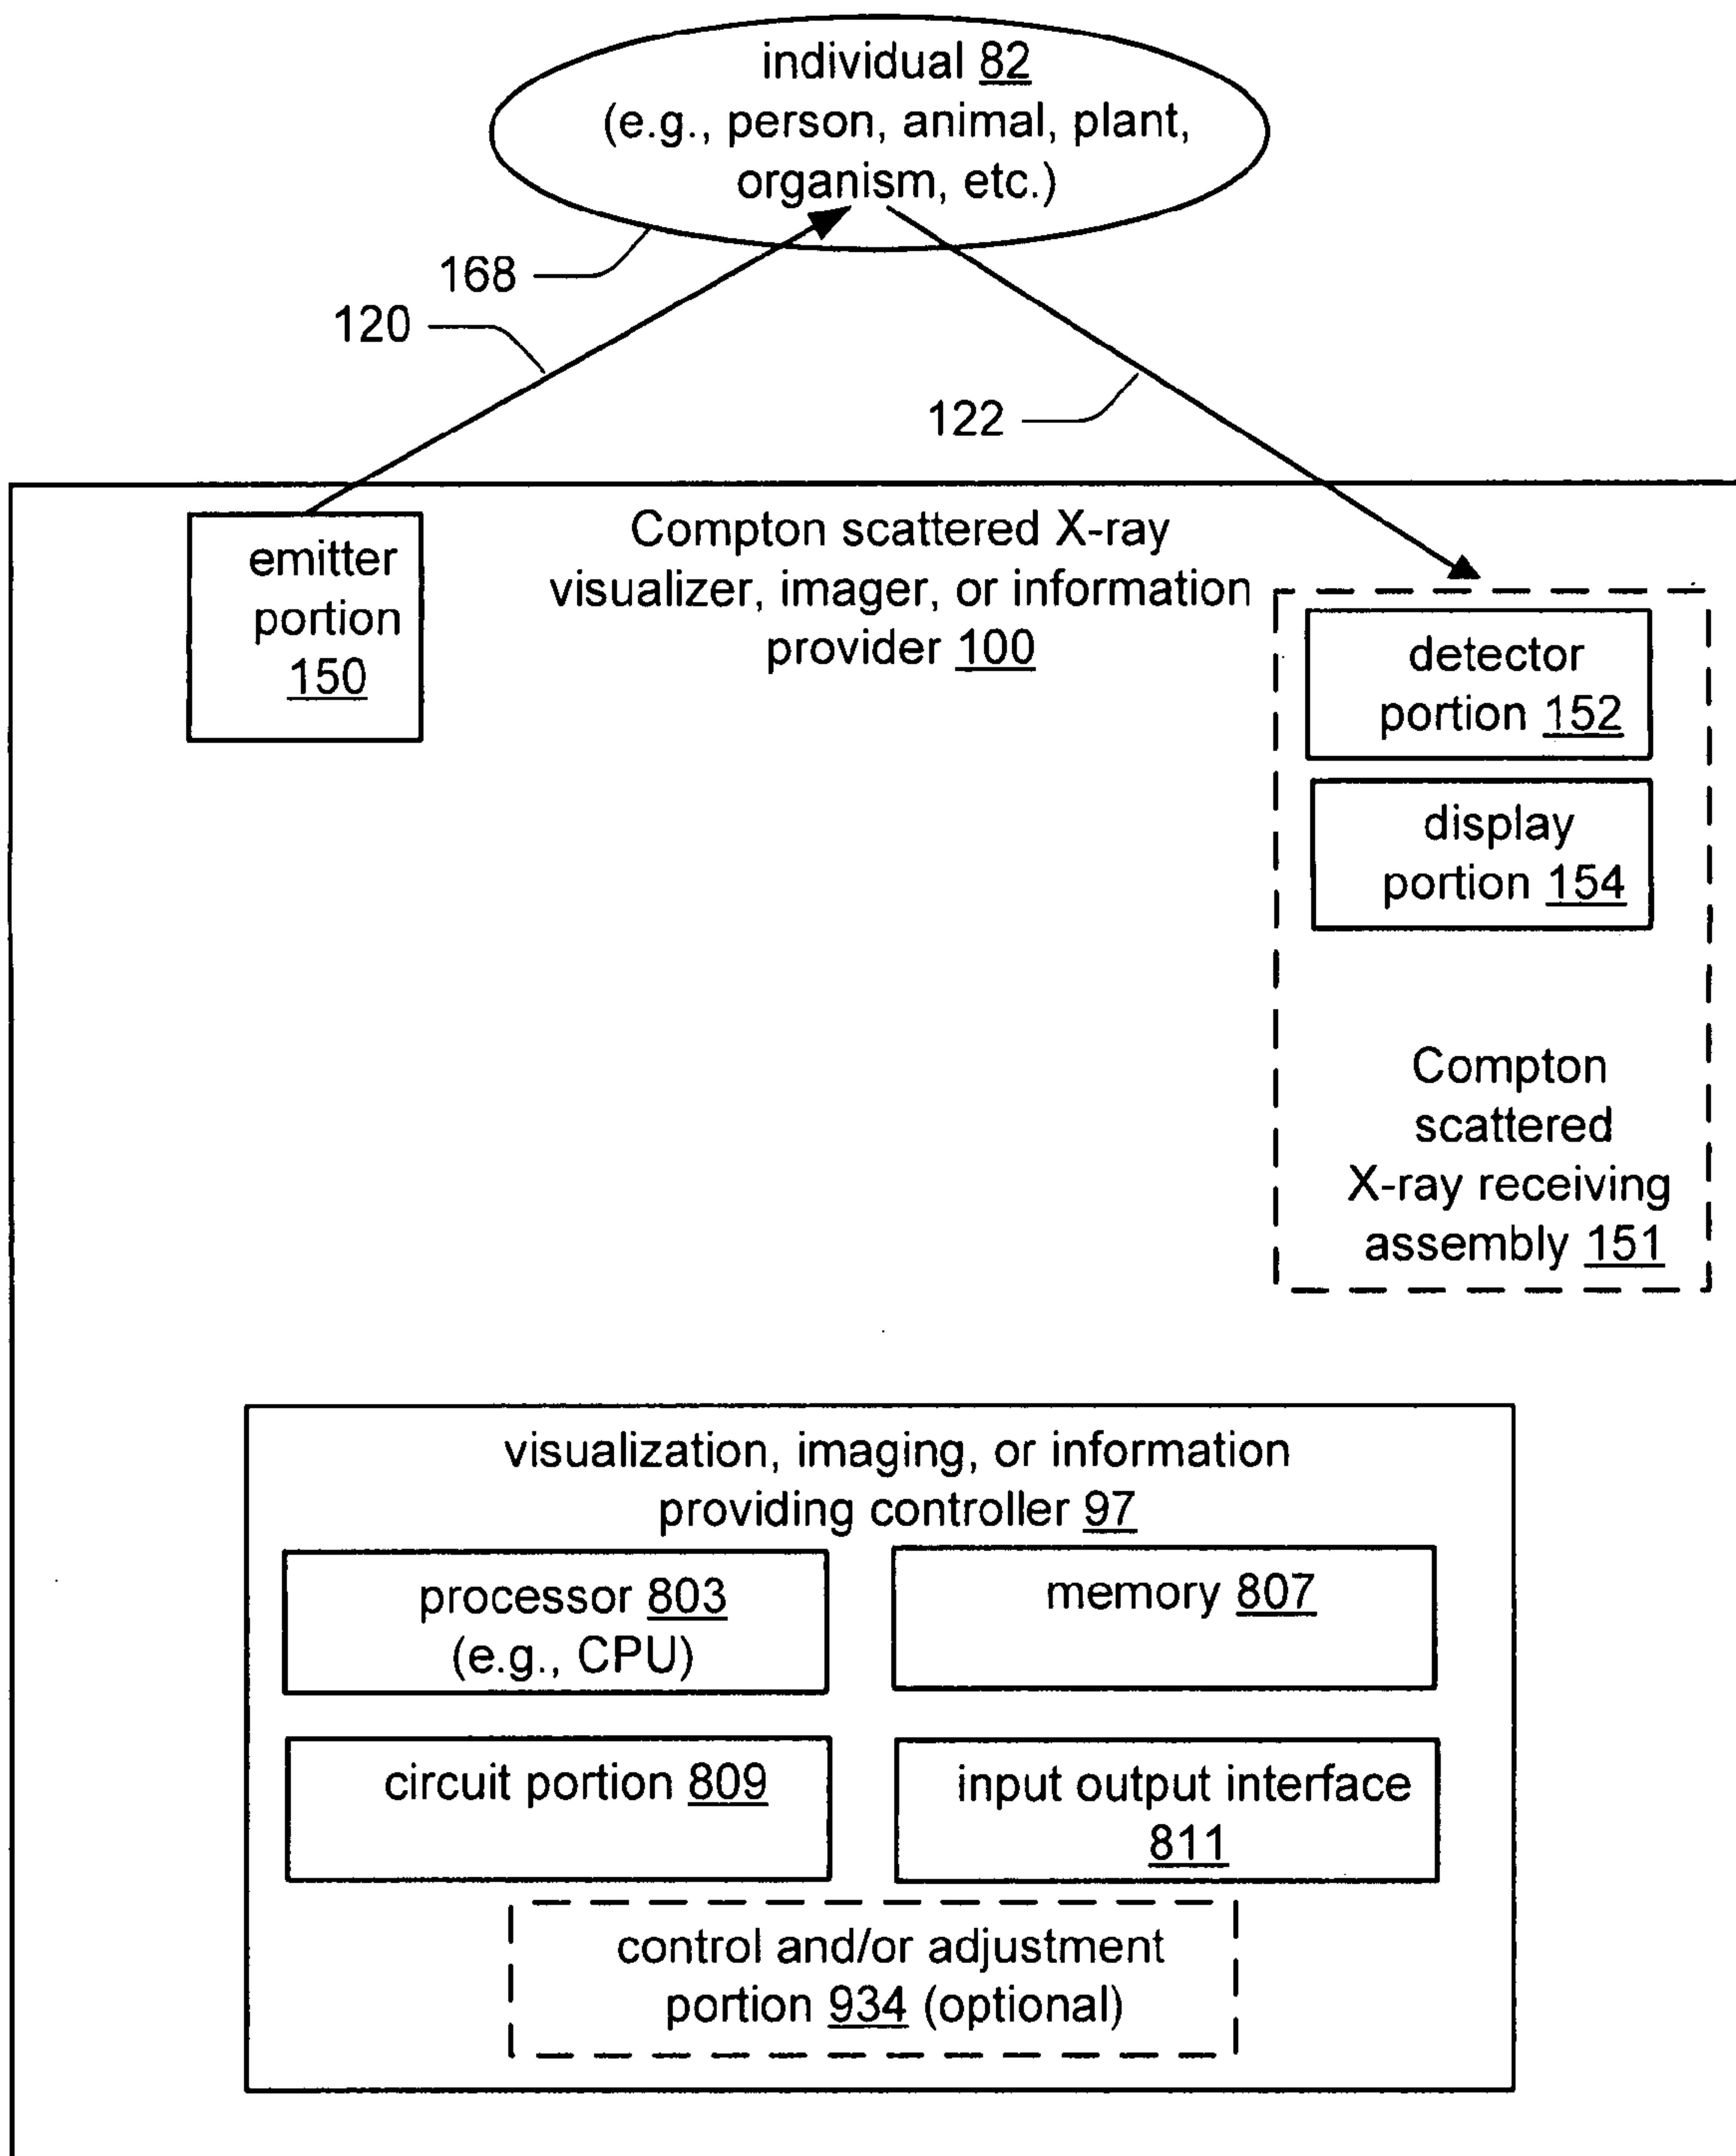 individual 82
(e.g., person, animal, plant,
organism, etc.)
168
120
122
emitter
portion
150
Compton scattered X-ray
visualizer, imager, or information
provider 100
detector
portion 152
display
portion 154
Compton
scattered
X-ray receiving
assembly 151
visualization, imaging, or information
providing controller 97
processor 803
(e.g., CPU)
memory 807
circuit portion 809
input output interface
811
control and/or adjustment
portion 934 (optional)